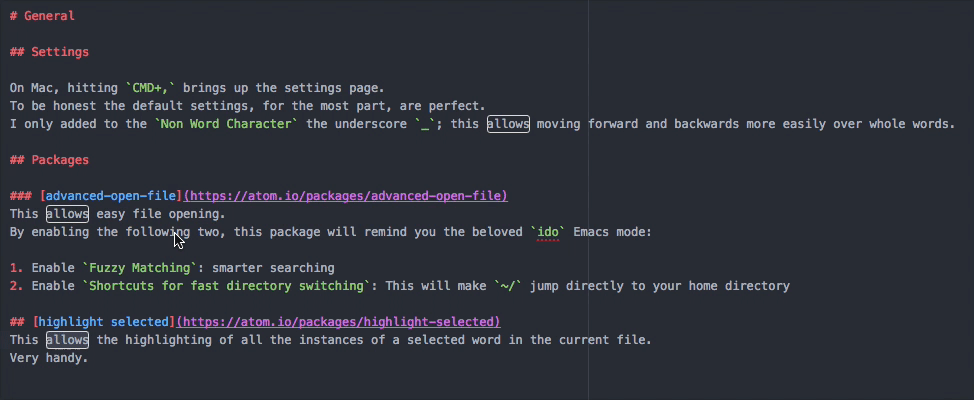 # General
## Settings
On Mac, hitting `CMD+,` brings up the settings page.
To be honest the default settings, for the most part, are perfect.
I only added to the `Non Word Character` the underscore `_`; this allows moving forward and backwards more easily over whole words.
## Packages
### [advanced-open-file](https://atom.io/packages/advanced-open-file)
This allows easy file opening.
By enabling the following two, this package will remind you the beloved `ido` Emacs mode:
1. Enable `Fuzzy Matching`: smarter searching
2. Enable `Shortcuts for fast directory switching`: This will make `~/` jump directly to your home directory
## [highlight selected](https://atom.io/packages/highlight-selected)
This allows the highlighting of all the instances of a selected word in the current file.
Very handy.